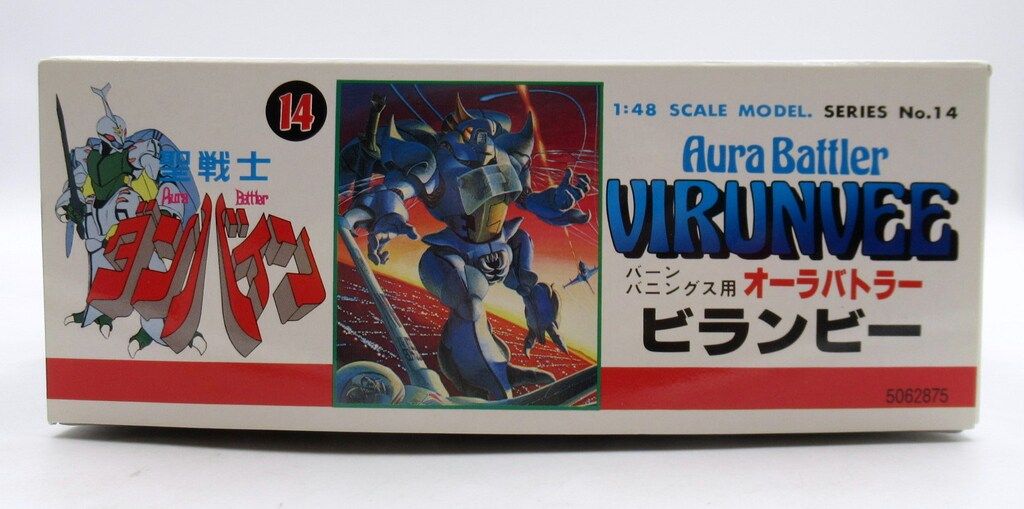 14
聖戦士
Aura Battler
ダンバイン
1:48 SCALE MODEL. SERIES No.14
Aura Battler
VIRUNVEE
バーン
バニングス用 オーラバトラー
ビランビー
5062875